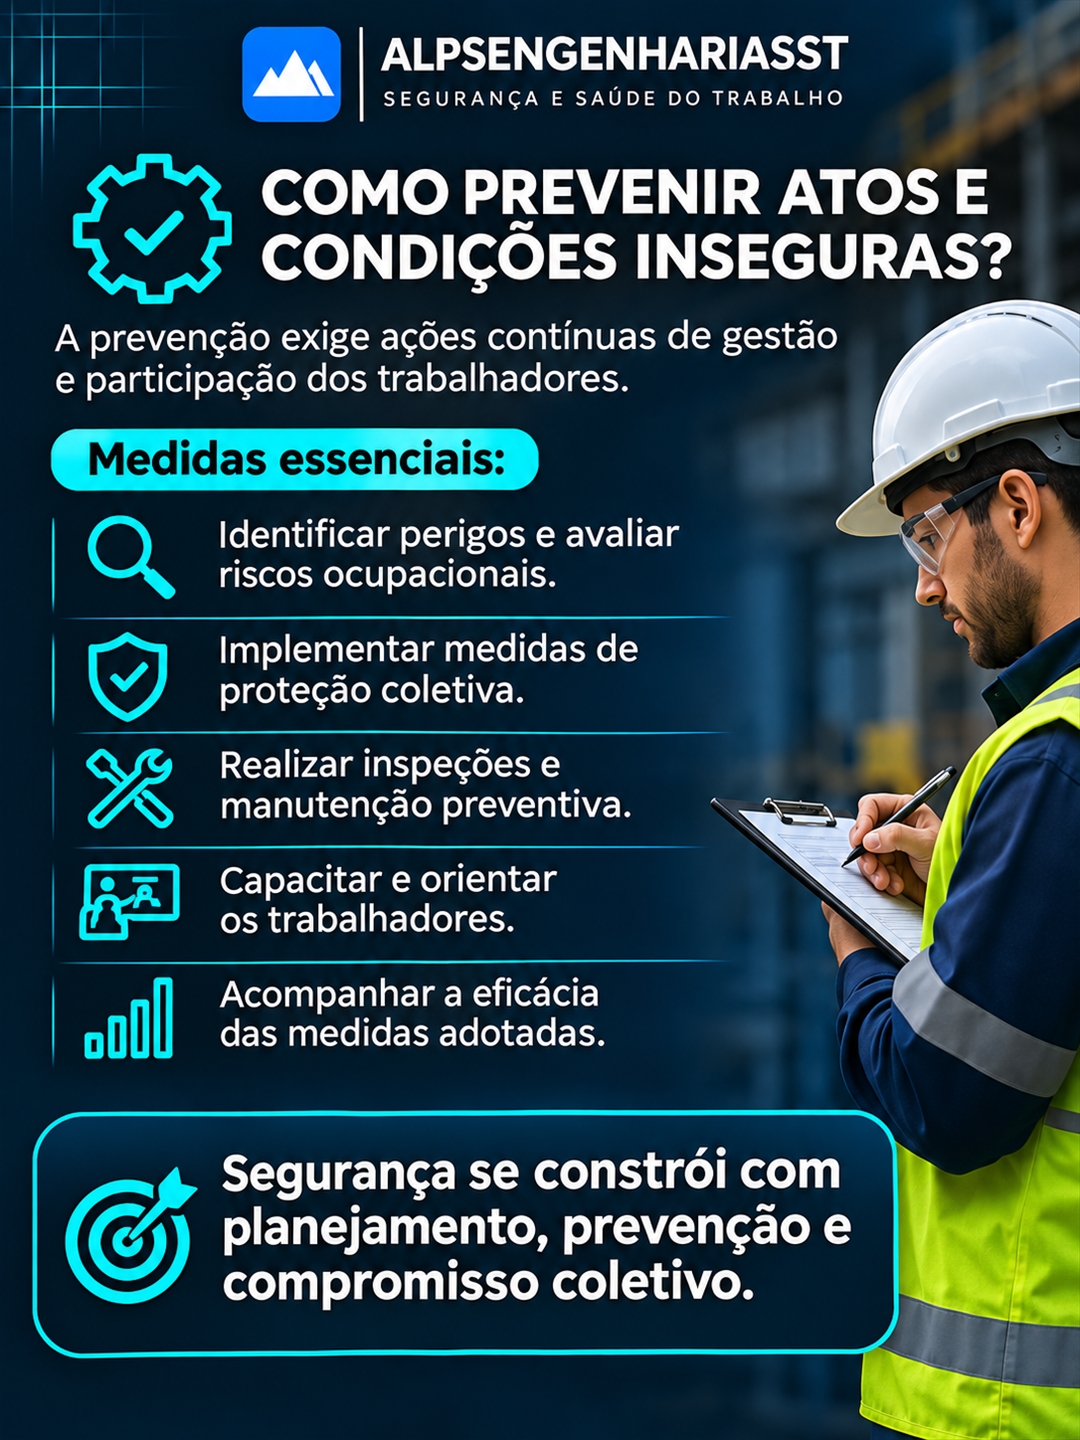 ALPSENGENHARIASST
SEGURANÇA E SAÚDE DO TRABALHO
COMO PREVENIR ATOS E
CONDIÇÕES INSEGURAS?
A prevenção exige ações contínuas de gestão
e participação dos trabalhadores.
Medidas essenciais:
Identificar perigos e avaliar
riscos ocupacionais.
Implementar medidas de
proteção coletiva.
Realizar inspeções e
manutenção preventiva.
Capacitar e orientar
os trabalhadores.
Acompanhar a eficácia
das medidas adotadas.
Segurança se constrói com
planejamento, prevenção e
compromisso coletivo.